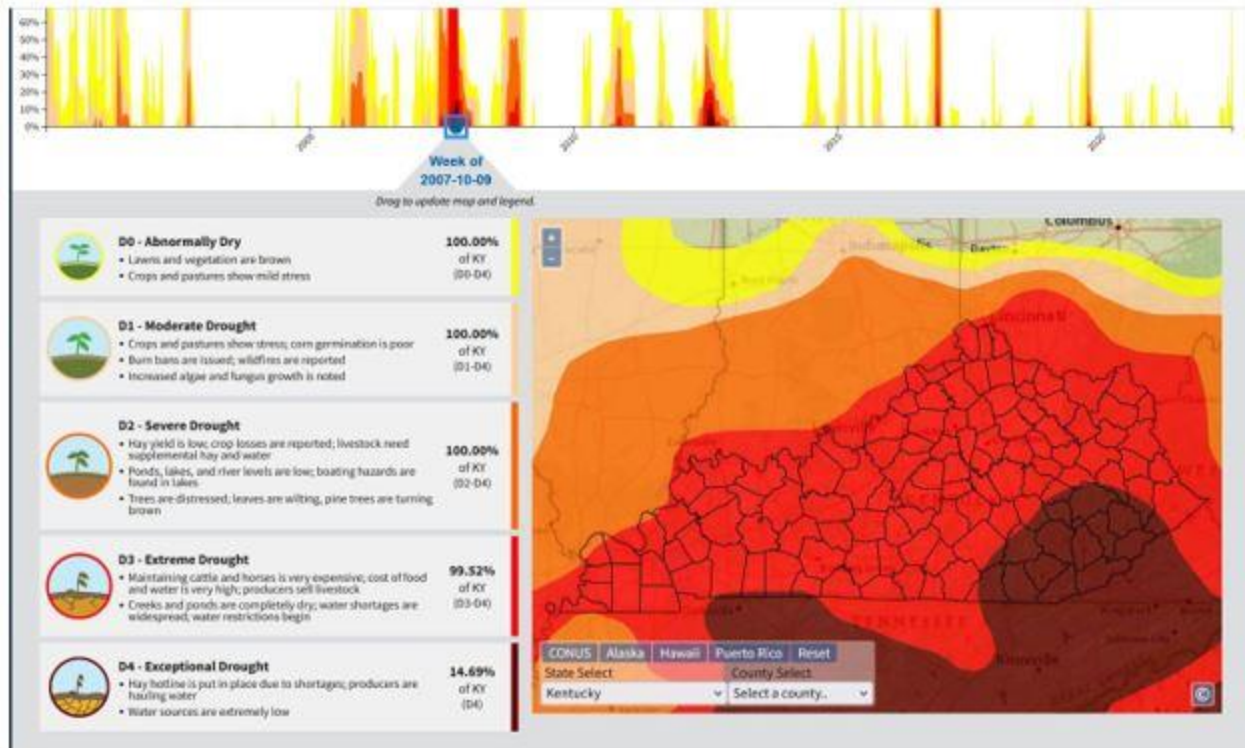 60%
50%
40%
30%
20%
10%
0%
2005
2010
2015
2020
Week of
2007-10-09
Drag to update map and legend.
D0 - Abnormally Dry
• Lawns and vegetation are brown
• Crops and pastures show mild stress
100.00%
of KY
(D0-D4)
D1 - Moderate Drought
• Crops and pastures show stress; corn germination is poor
• Burn bans are issued; wildfires are reported
• Increased algae and fungus growth is noted
100.00%
of KY
(D1-D4)
D2 - Severe Drought
• Hay yield is low; crop losses are reported; livestock need
supplemental hay and water
• Ponds, lakes, and river levels are low; boating hazards are
found in lakes
• Trees are distressed; leaves are wilting, pine trees are turning
brown
100.00%
of KY
(D2-D4)
D3 - Extreme Drought
• Maintaining cattle and horses is very expensive; cost of food
and water is very high; producers sell livestock
• Creeks and ponds are completely dry; water shortages are
widespread, water restrictions begin
99.52%
of KY
(D3-D4)
D4 - Exceptional Drought
• Hay hotline is put in place due to shortages; producers are
hauling water
• Water sources are extremely low
14.69%
of KY
(D4)
+
–
Columbus
Indianapolis
Dayton
Cincinnati
TENNESSEE
Knoxville
CONUS Alaska Hawaii Puerto Rico Reset
State Select County Select
Kentucky Select a county..